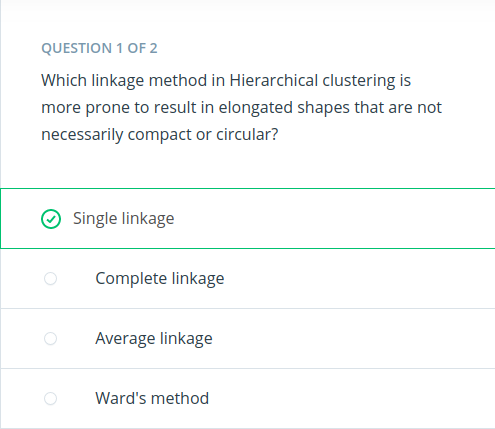 QUESTION 1 OF 2
Which linkage method in Hierarchical clustering is
more prone to result in elongated shapes that are not
necessarily compact or circular?
Single linkage
Complete linkage
Average linkage
Ward's method